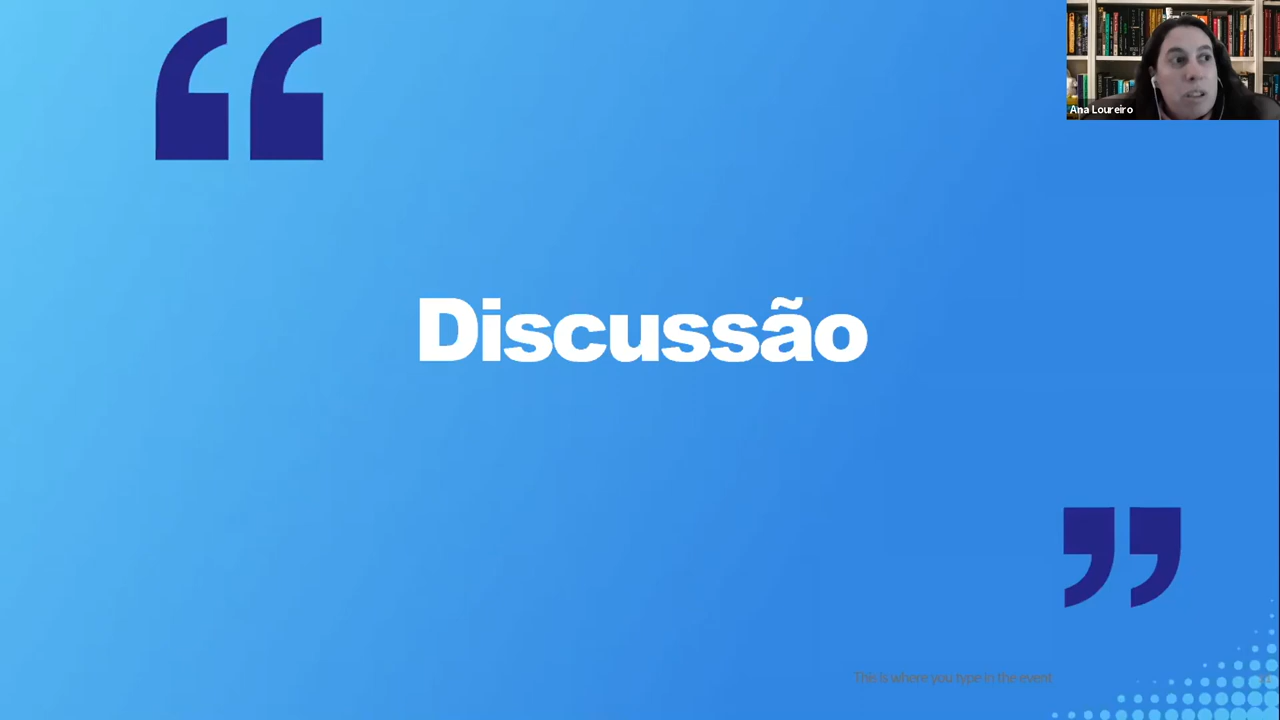 “
Ana Loureiro
Discussão
”
This is where you type in the event